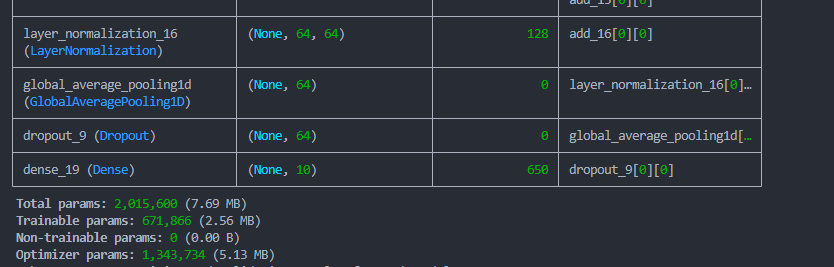 add_15[0][0]
layer_normalization_16 (None, 64, 64) 128 add_16[0][0]
(LayerNormalization)
global_average_pooling1d (None, 64) 0 layer_normalization_16[0]…
(GlobalAveragePooling1D)
dropout_9 (Dropout) (None, 64) 0 global_average_pooling1d[…
dense_19 (Dense) (None, 10) 650 dropout_9[0][0]
Total params: 2,015,600 (7.69 MB)
Trainable params: 671,866 (2.56 MB)
Non-trainable params: 0 (0.00 B)
Optimizer params: 1,343,734 (5.13 MB)